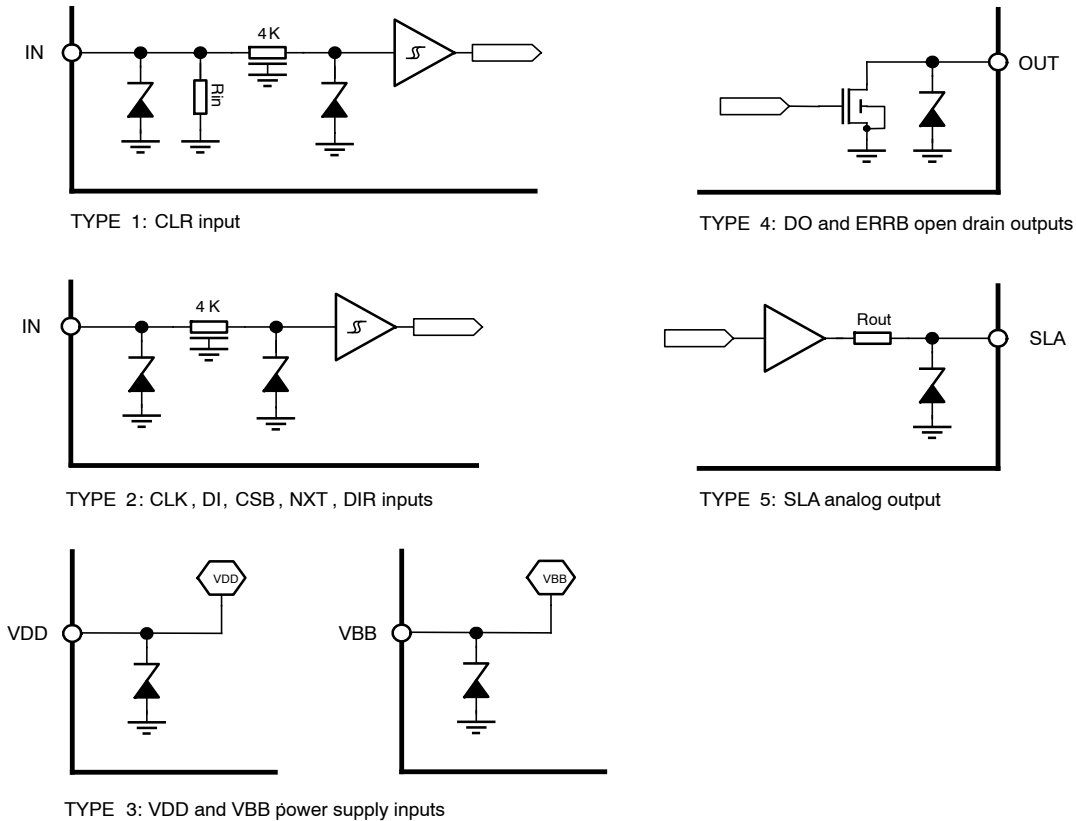 IN
4K
Rin
TYPE 1: CLR input
OUT
TYPE 4: DO and ERRB open drain outputs
IN
4 K
TYPE 2: CLK, DI, CSB, NXT, DIR inputs
Rout
SLA
TYPE 5: SLA analog output
VDD
VDD
VBB
VBB
TYPE 3: VDD and VBB power supply inputs